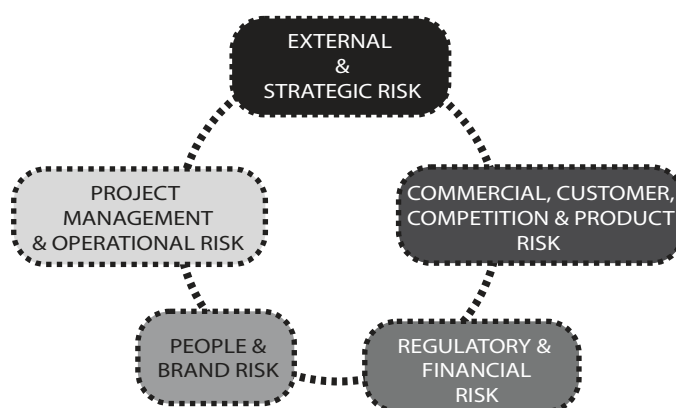 EXTERNAL
&
STRATEGIC RISK
PROJECT
MANAGEMENT
& OPERATIONAL RISK
COMMERCIAL, CUSTOMER,
COMPETITION & PRODUCT
RISK
PEOPLE &
BRAND RISK
REGULATORY &
FINANCIAL
RISK